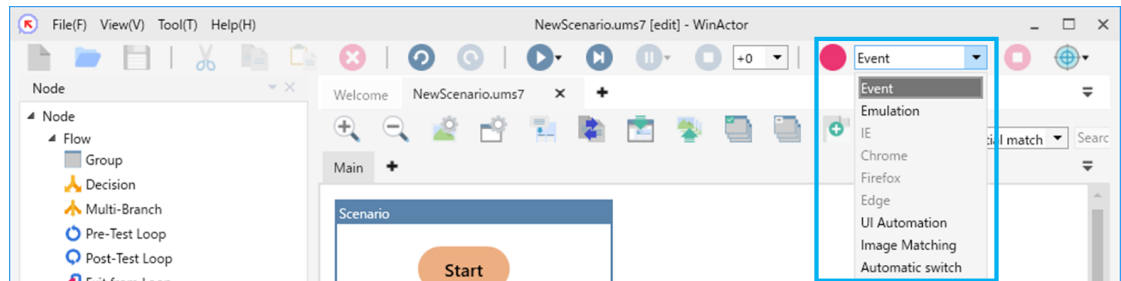 File(F) View(V) Tool(T) Help(H) NewScenario.ums7 [edit] - WinActor
+0 Event
Node
Welcome NewScenario.ums7
Event
Emulation
IE
Chrome
Firefox
Edge
UI Automation
Image Matching
Automatic switch
Node
Flow
Group
Decision
Multi-Branch
Pre-Test Loop
Post-Test Loop
match
Main
Scenario
Start